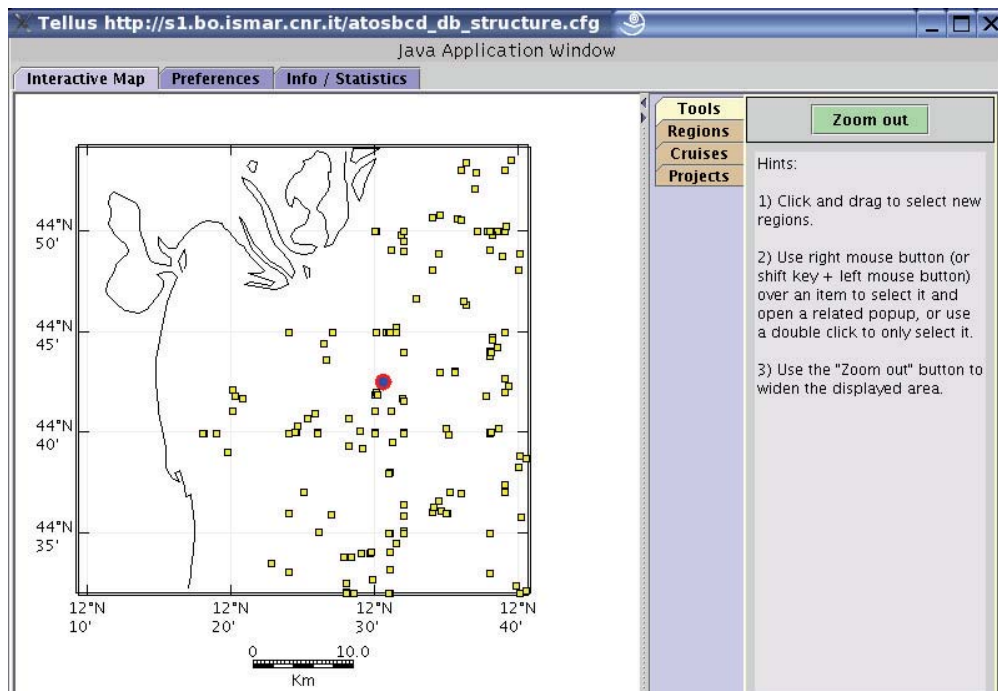 Tellus http://s1.bo.ismar.cnr.it/atosbcd_db_structure.cfg
Java Application Window
Interactive Map Preferences Info / Statistics
Tools
Regions
Cruises
Projects
Zoom out
Hints:
1) Click and drag to select new
regions.
2) Use right mouse button (or
shift key + left mouse button)
over an item to select it and
open a related popup, or use
a double click to only select it.
3) Use the "Zoom out" button to
widen the displayed area.
44°N
50'
44°N
45'
44°N
40'
44°N
35'
12°N 12°N 12°N 12°N
10' 20' 30' 40'
0 10.0
Km